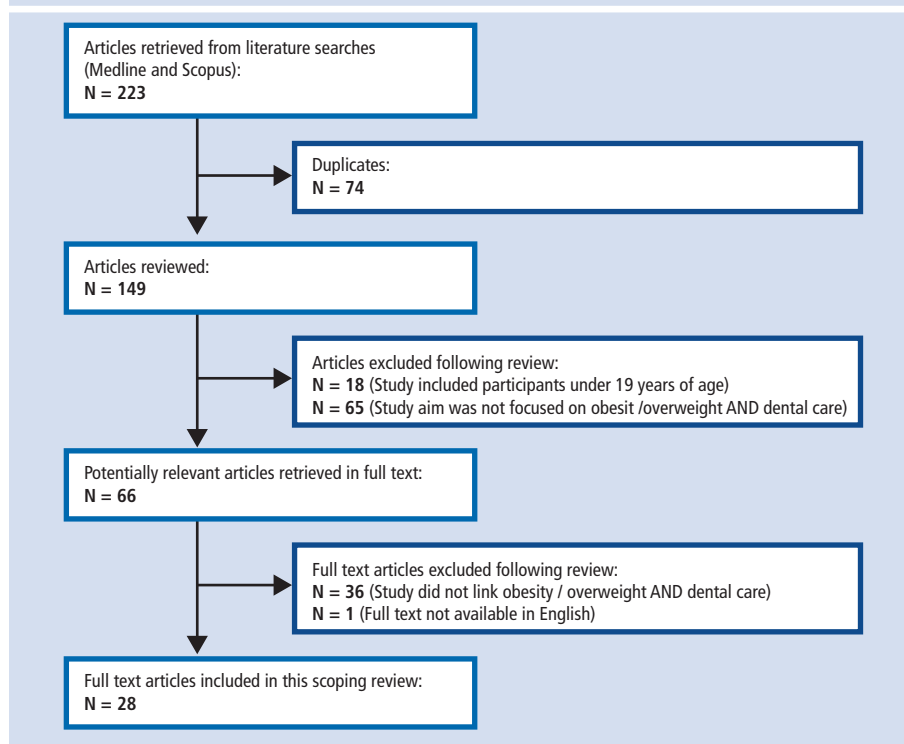 Articles retrieved from literature searches
(Medline and Scopus):
N = 223
Duplicates:
N = 74
Articles reviewed:
N = 149
Articles excluded following review:
N = 18 (Study included participants under 19 years of age)
N = 65 (Study aim was not focused on obesit /overweight AND dental care)
Potentially relevant articles retrieved in full text:
N = 66
Full text articles excluded following review:
N = 36 (Study did not link obesity / overweight AND dental care)
N = 1 (Full text not available in English)
Full text articles included in this scoping review:
N = 28